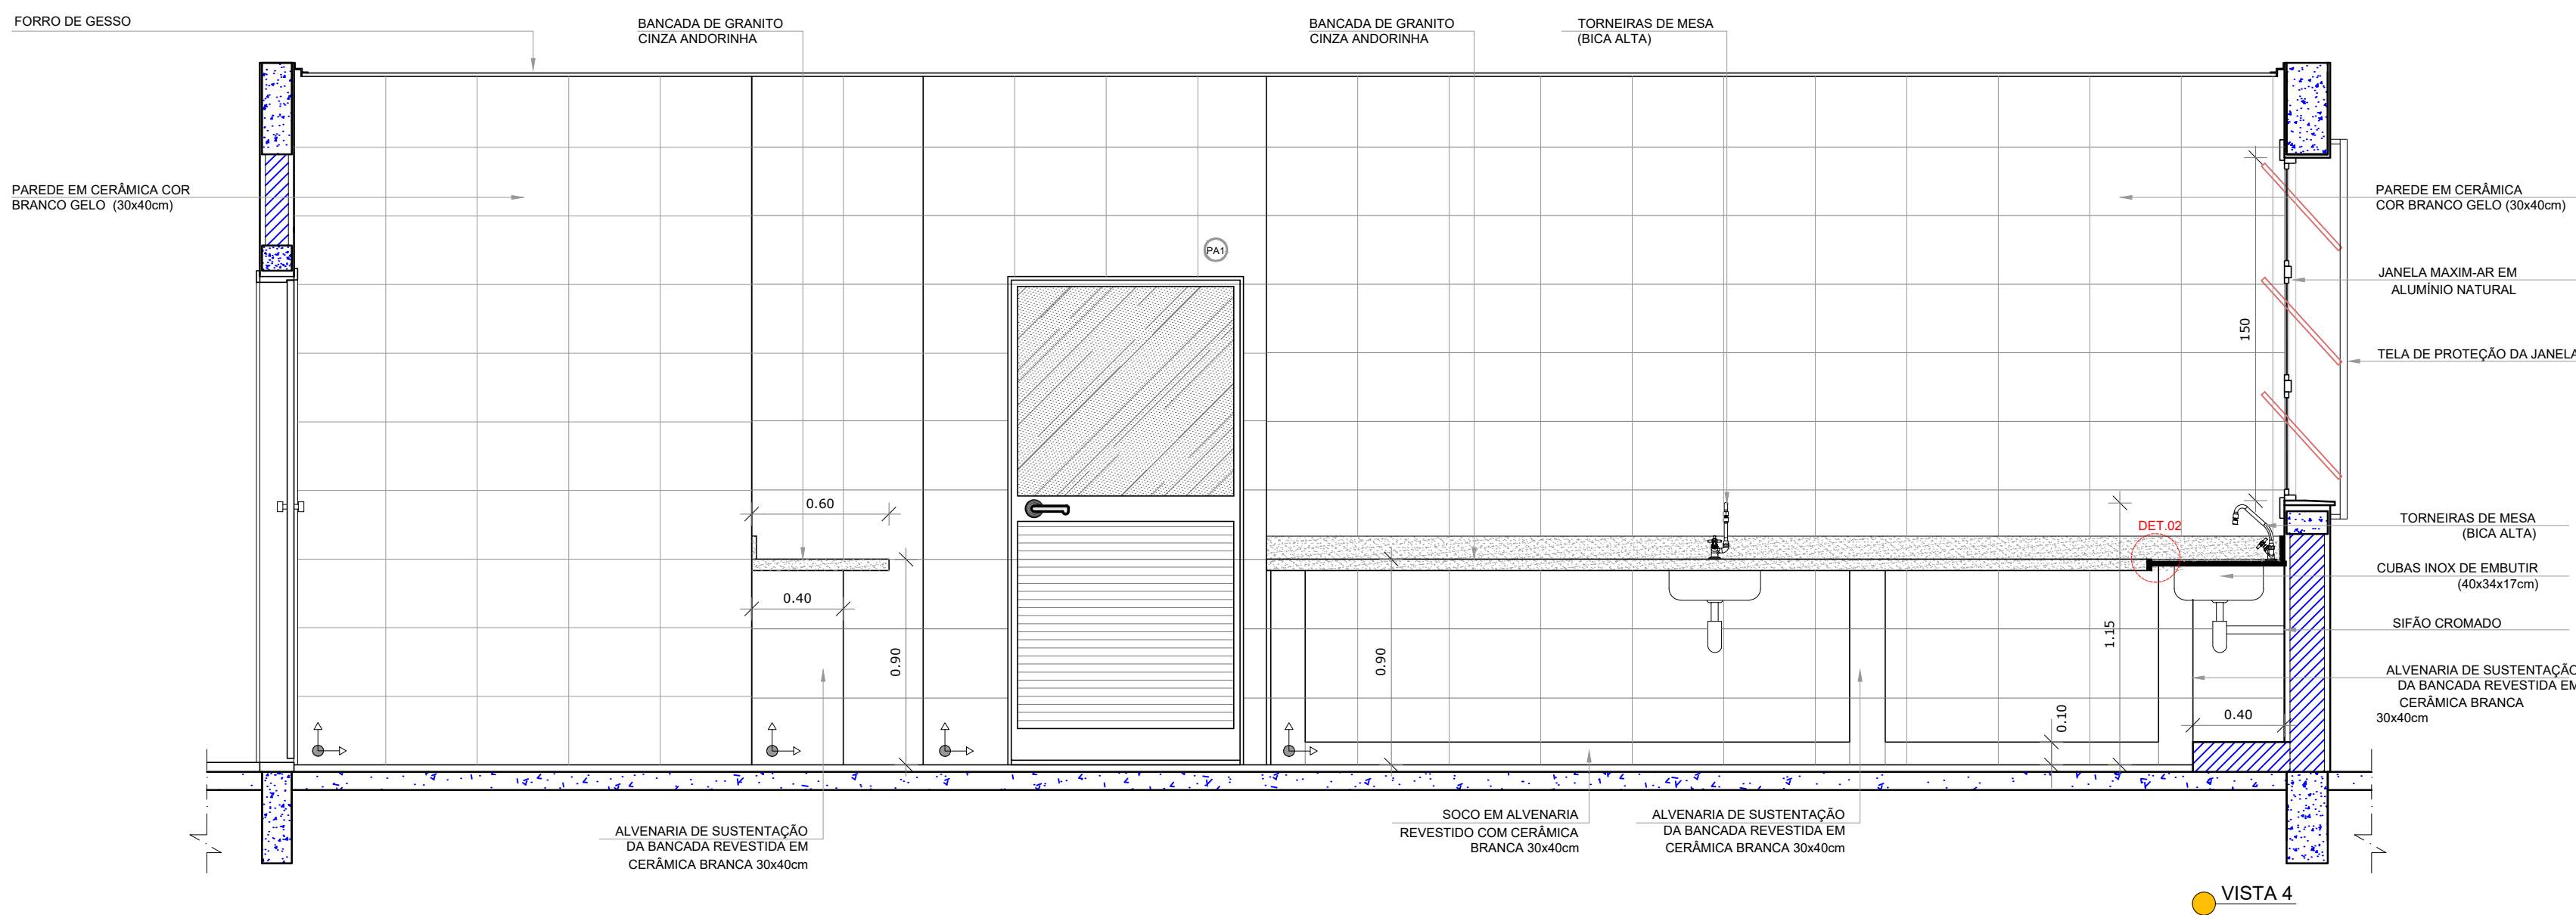 FORRO DE GESSO
BANCADA DE GRANITO
CINZA ANDORINHA
BANCADA DE GRANITO
CINZA ANDORINHA
TORNEIRAS DE MESA
(BICA ALTA)
PAREDE EM CERÂMICA COR
BRANCO GELO (30x40cm)
PAREDE EM CERÂMICA
COR BRANCO GELO (30x40cm)
PA1
JANELA MAXIM-AR EM
ALUMÍNIO NATURAL
150
TELA DE PROTEÇÃO DA JANELA
0.60
DET.02
TORNEIRAS DE MESA
(BICA ALTA)
CUBAS INOX DE EMBUTIR
(40x34x17cm)
0.40
SIFÃO CROMADO
0.90
0.90
1.15
ALVENARIA DE SUSTENTAÇÃO
DA BANCADA REVESTIDA EM
CERÂMICA BRANCA
30x40cm
0.10
0.40
ALVENARIA DE SUSTENTAÇÃO
DA BANCADA REVESTIDA EM
CERÂMICA BRANCA 30x40cm
SOCO EM ALVENARIA
REVESTIDO COM CERÂMICA
BRANCA 30x40cm
ALVENARIA DE SUSTENTAÇÃO
DA BANCADA REVESTIDA EM
CERÂMICA BRANCA 30x40cm
VISTA 4